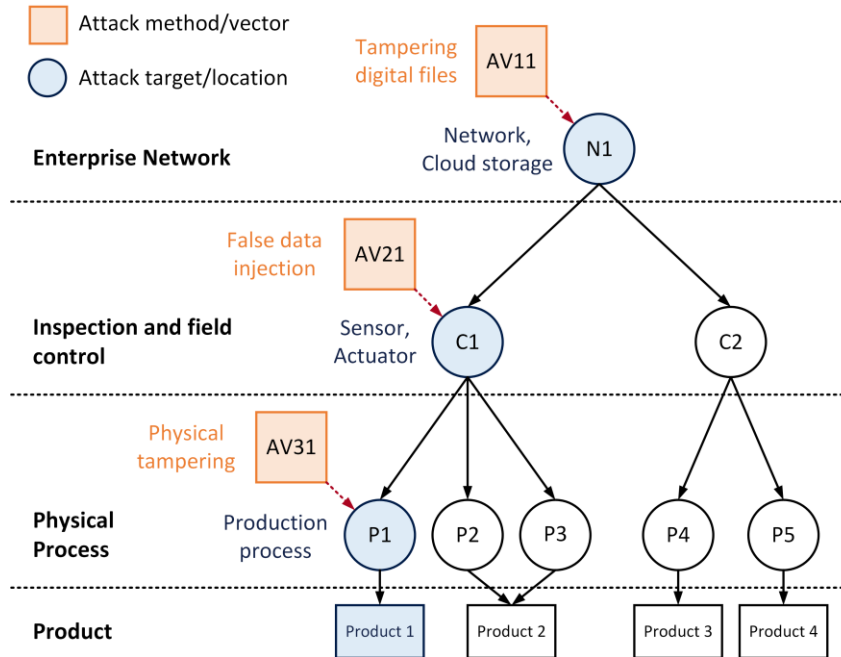 Attack method/vector
Attack target/location
Tampering
digital files
AV11
Enterprise Network
Network,
Cloud storage
N1
False data
injection
AV21
Inspection and field
control
Sensor,
Actuator
C1
C2
Physical
tampering
AV31
Physical
Process
Production
process
P1
P2
P3
P4
P5
Product
Product 1
Product 2
Product 3
Product 4